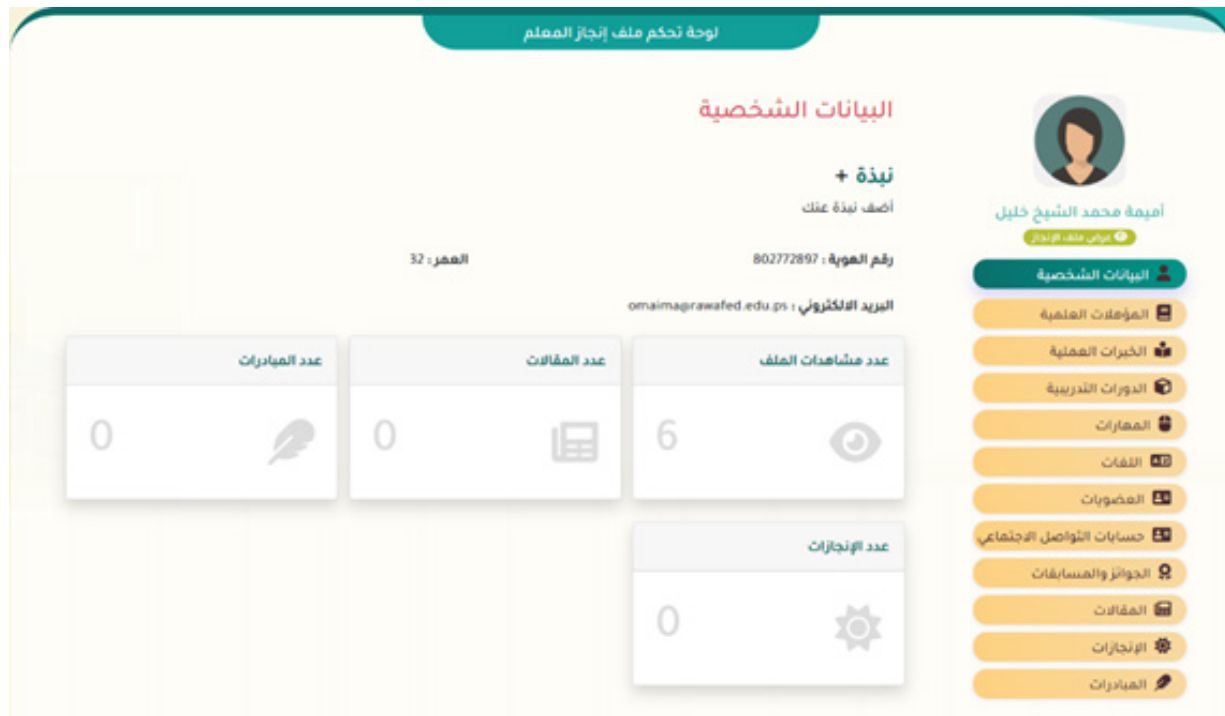 لوحة تحكم ملف إنجاز المعلم
أميمة محمد الشيخ خليل
عرض ملف الإنجاز
البيانات الشخصية
المؤهلات العلمية
الخبرات العملية
الدورات التدريبية
المهارات
اللغات
العضويات
حسابات التواصل الاجتماعي
الجوائز والمسابقات
المقالات
الإنجازات
المبادرات
البيانات الشخصية
نبذة +
أضف نبذة عنك
رقم الهوية : 802772897 العمر : 32
البريد الالكتروني : omaima@rawafed.edu.ps
عدد مشاهدات الملف
6
عدد المقالات
0
عدد المبادرات
0
عدد الإنجازات
0